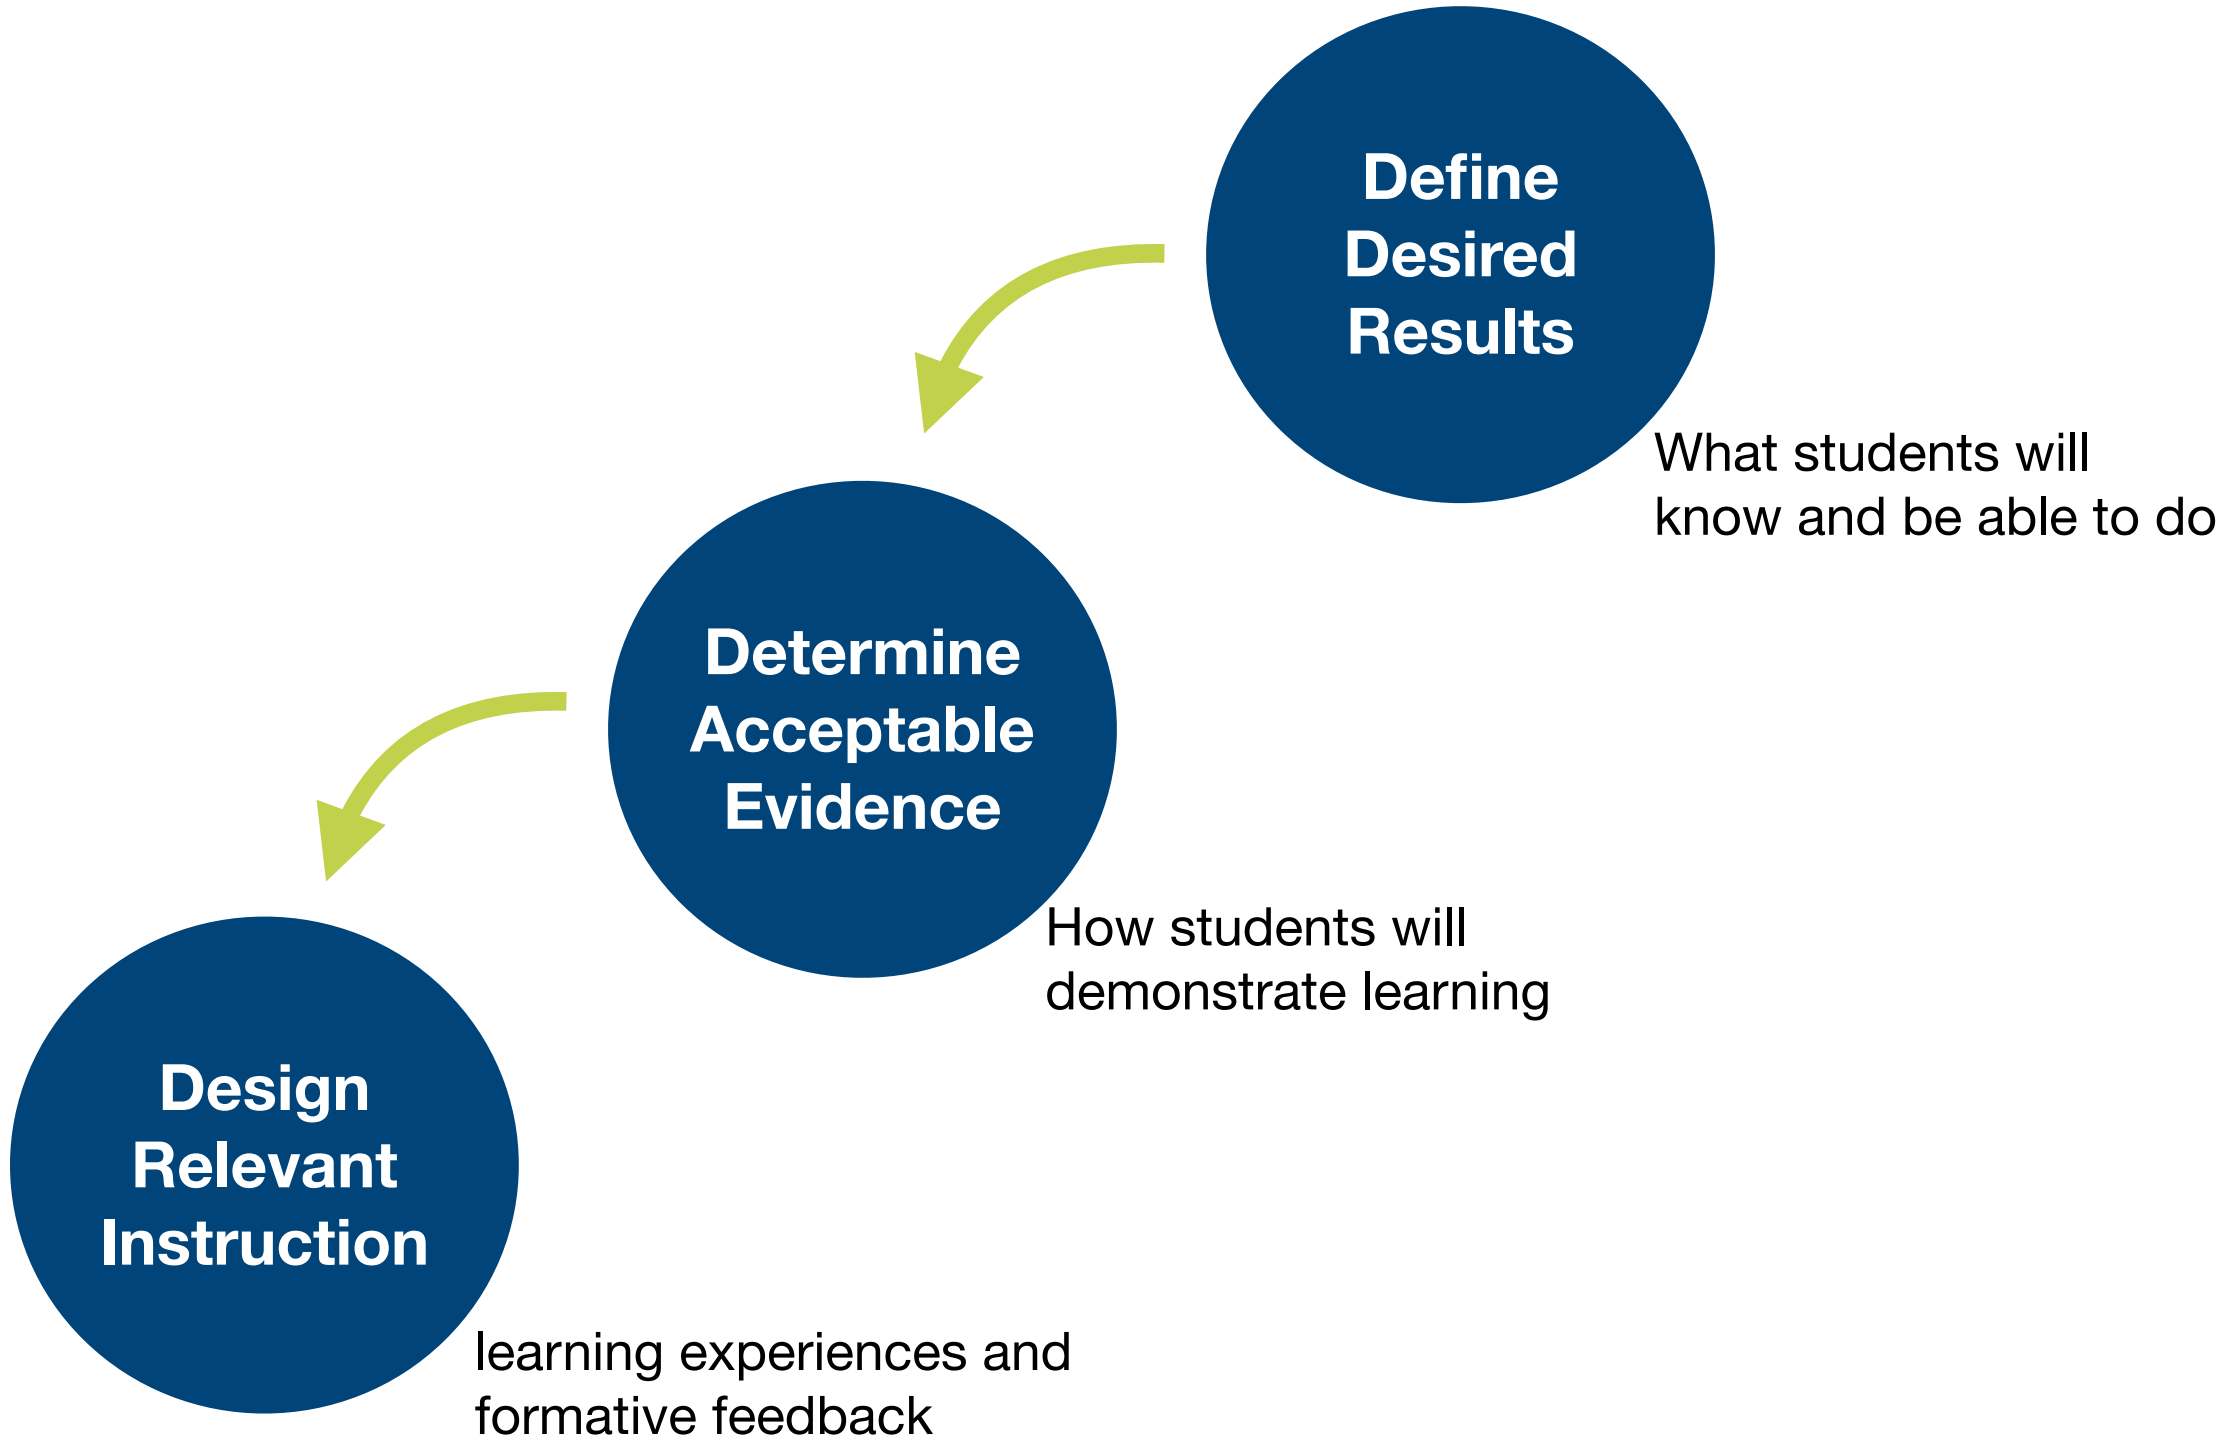 Define
Desired
Results
What students will
know and be able to do
Determine
Acceptable
Evidence
How students will
demonstrate learning
Design
Relevant
Instruction
learning experiences and
formative feedback